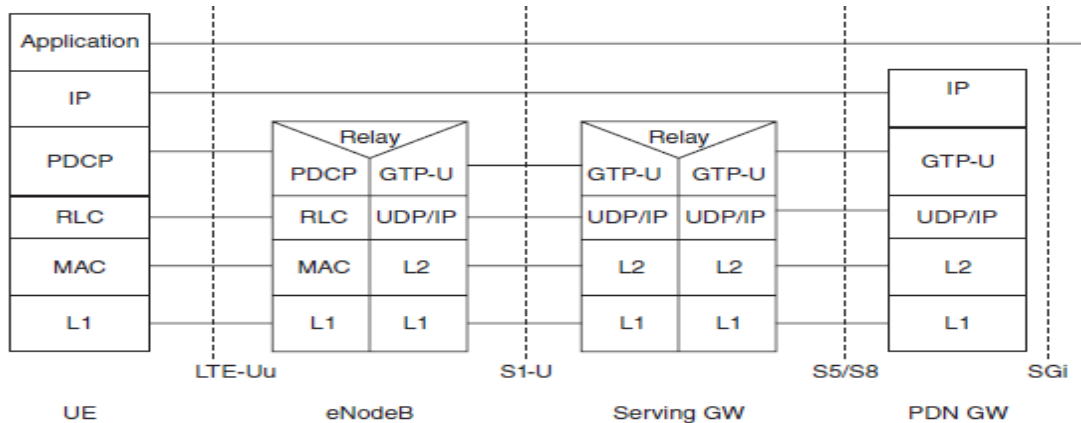 Application
IP
IP
Relay
Relay
PDCP
PDCP
GTP-U
GTP-U
GTP-U
GTP-U
RLC
RLC
UDP/IP
UDP/IP
UDP/IP
UDP/IP
MAC
MAC
L2
L2
L2
L2
L1
L1
L1
L1
L1
L1
LTE-Uu
S1-U
S5/S8
SGi
UE
eNodeB
Serving GW
PDN GW